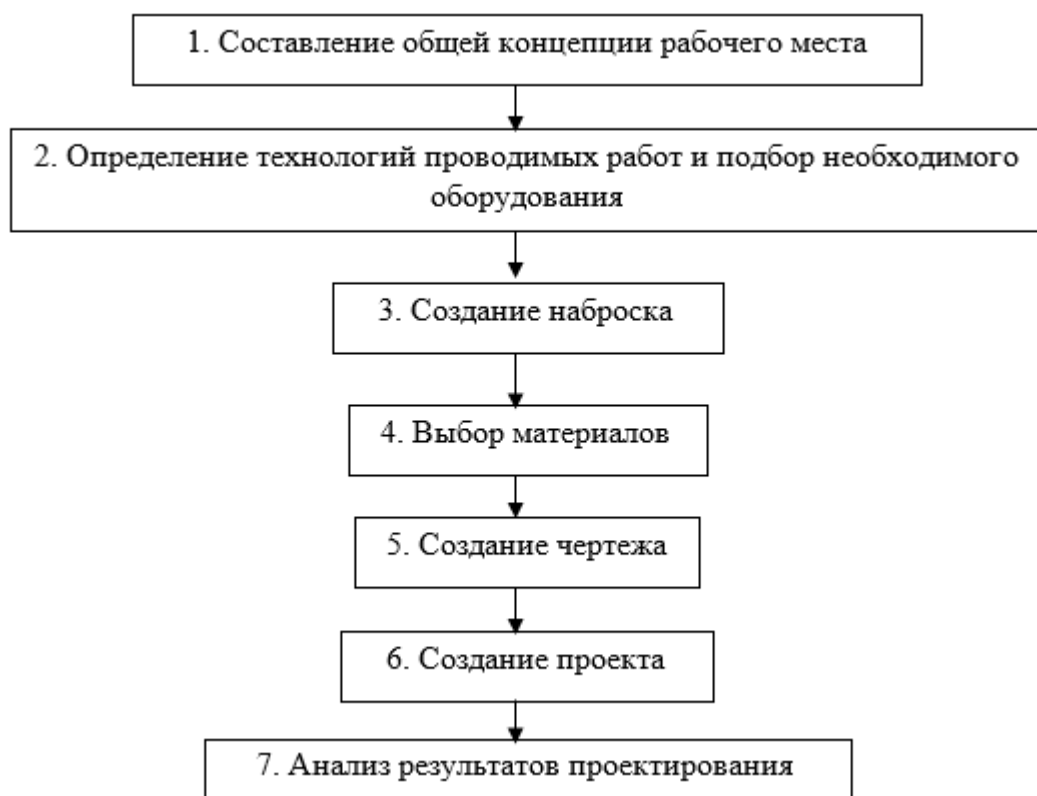 1. Составление общей концепции рабочего места
2. Определение технологий проводимых работ и подбор необходимого
оборудования
3. Создание наброска
4. Выбор материалов
5. Создание чертежа
6. Создание проекта
7. Анализ результатов проектирования